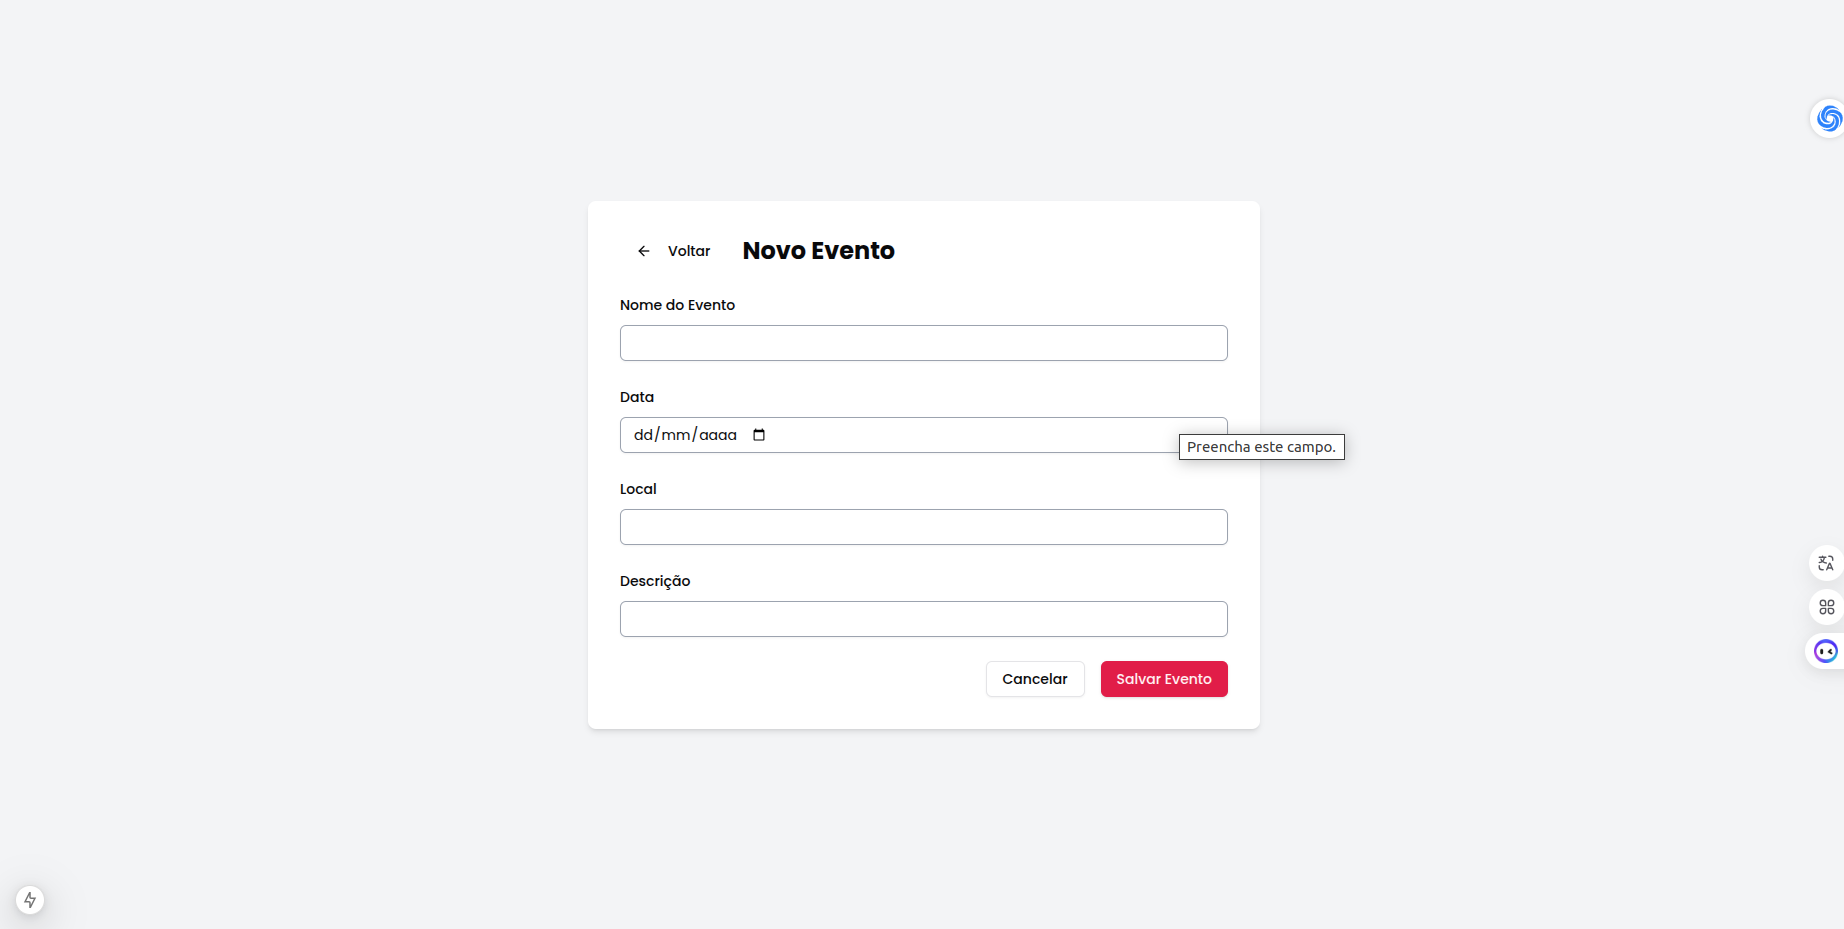 Voltar Novo Evento
Nome do Evento
Data
dd/mm/aaaa
Preencha este campo.
Local
Descrição
Cancelar Salvar Evento